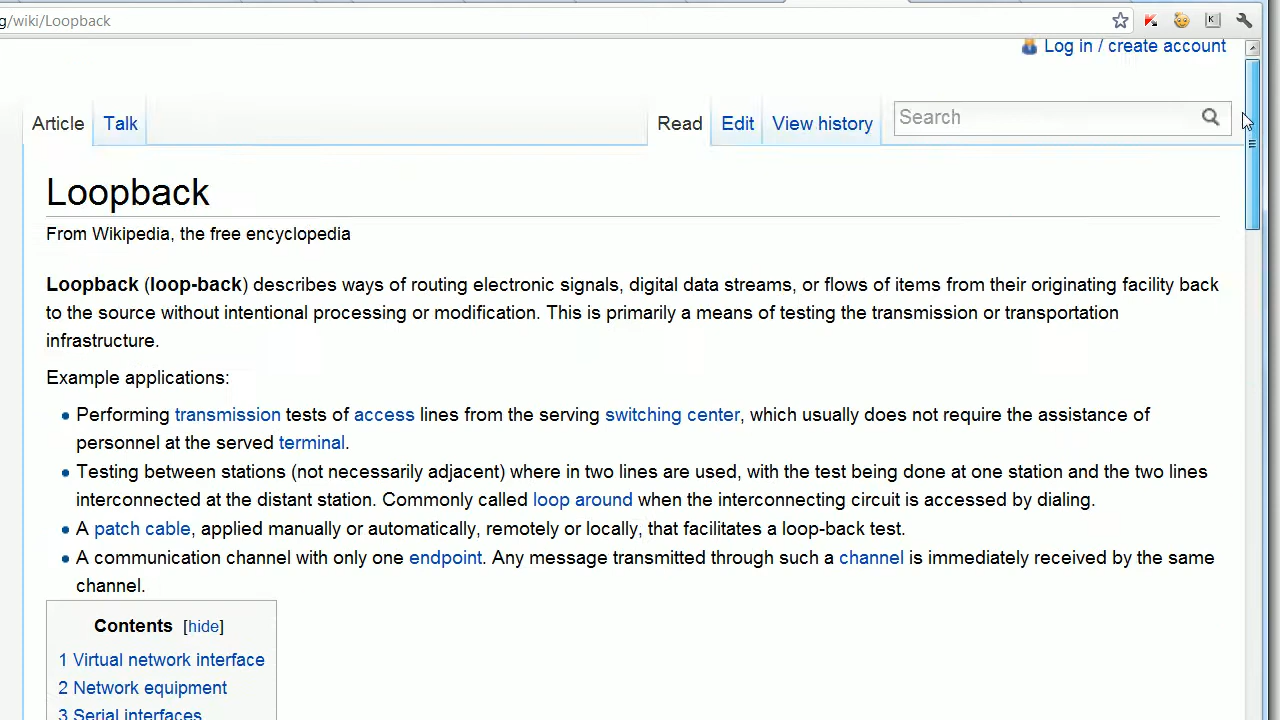 g/wiki/Loopback
Log in / create account
Article Talk Read Edit View history Search
Loopback
From Wikipedia, the free encyclopedia
Loopback (loop-back) describes ways of routing electronic signals, digital data streams, or flows of items from their originating facility back
to the source without intentional processing or modification. This is primarily a means of testing the transmission or transportation
infrastructure.
Example applications:
Performing transmission tests of access lines from the serving switching center, which usually does not require the assistance of
personnel at the served terminal.
Testing between stations (not necessarily adjacent) where in two lines are used, with the test being done at one station and the two lines
interconnected at the distant station. Commonly called loop around when the interconnecting circuit is accessed by dialing.
A patch cable, applied manually or automatically, remotely or locally, that facilitates a loop-back test.
A communication channel with only one endpoint. Any message transmitted through such a channel is immediately received by the same
channel.
Contents [hide]
1 Virtual network interface
2 Network equipment
3 Serial interfaces